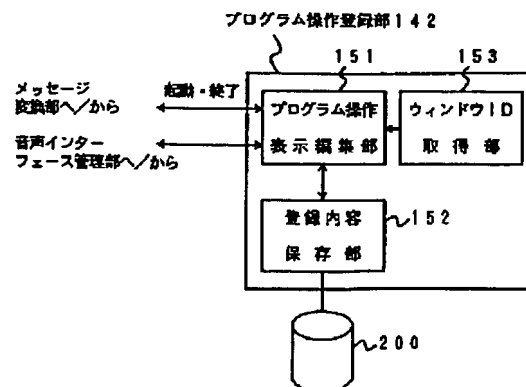 プログラム操作登録部142
151
153
メッセージ
変換部へ/から
起動・終了
音声インター
フェース管理部へ/から
プログラム操作
表示編集部
ウィンドウID
取得部
登録内容
保存部
152
200